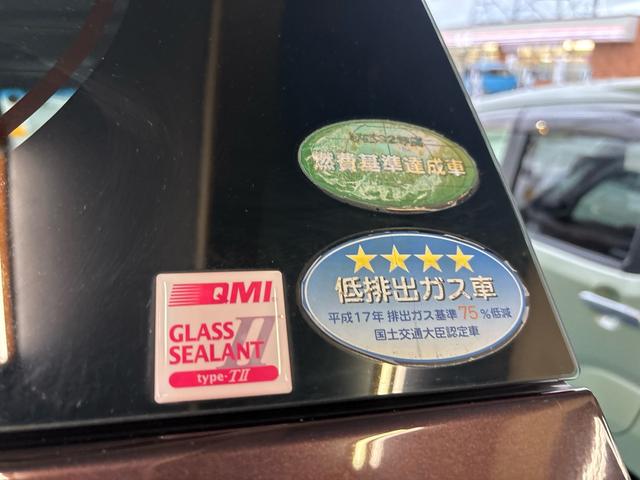 燃費基準達成車
低排出ガス車
平成17年 排出ガス基準 75%低減
国土交通大臣認定車
QMI
GLASS
SEALANT II
type-TII